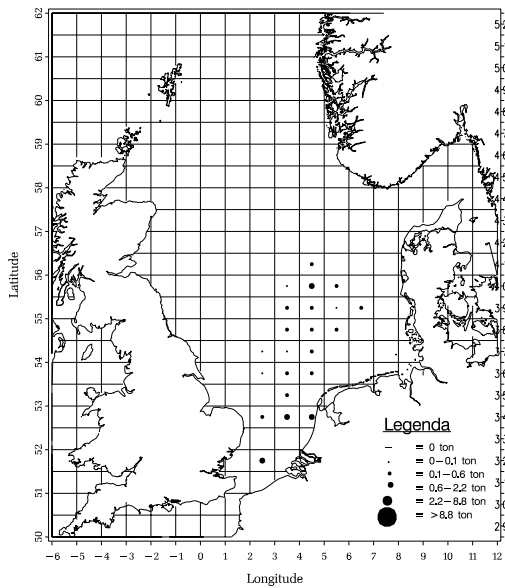 62
61
60
59
58
57
56
55
54
53
52
51
50
Latitude
Legenda
— = 0 ton
= 0–0.1 ton
= 0.1–0.6 ton
= 0.6–2.2 ton
= 2.2–8.8 ton
= >8.8 ton
−6 −5 −4 −3 −2 −1 0 1 2 3 4 5 6 7 8 9 10 11 12
Longitude